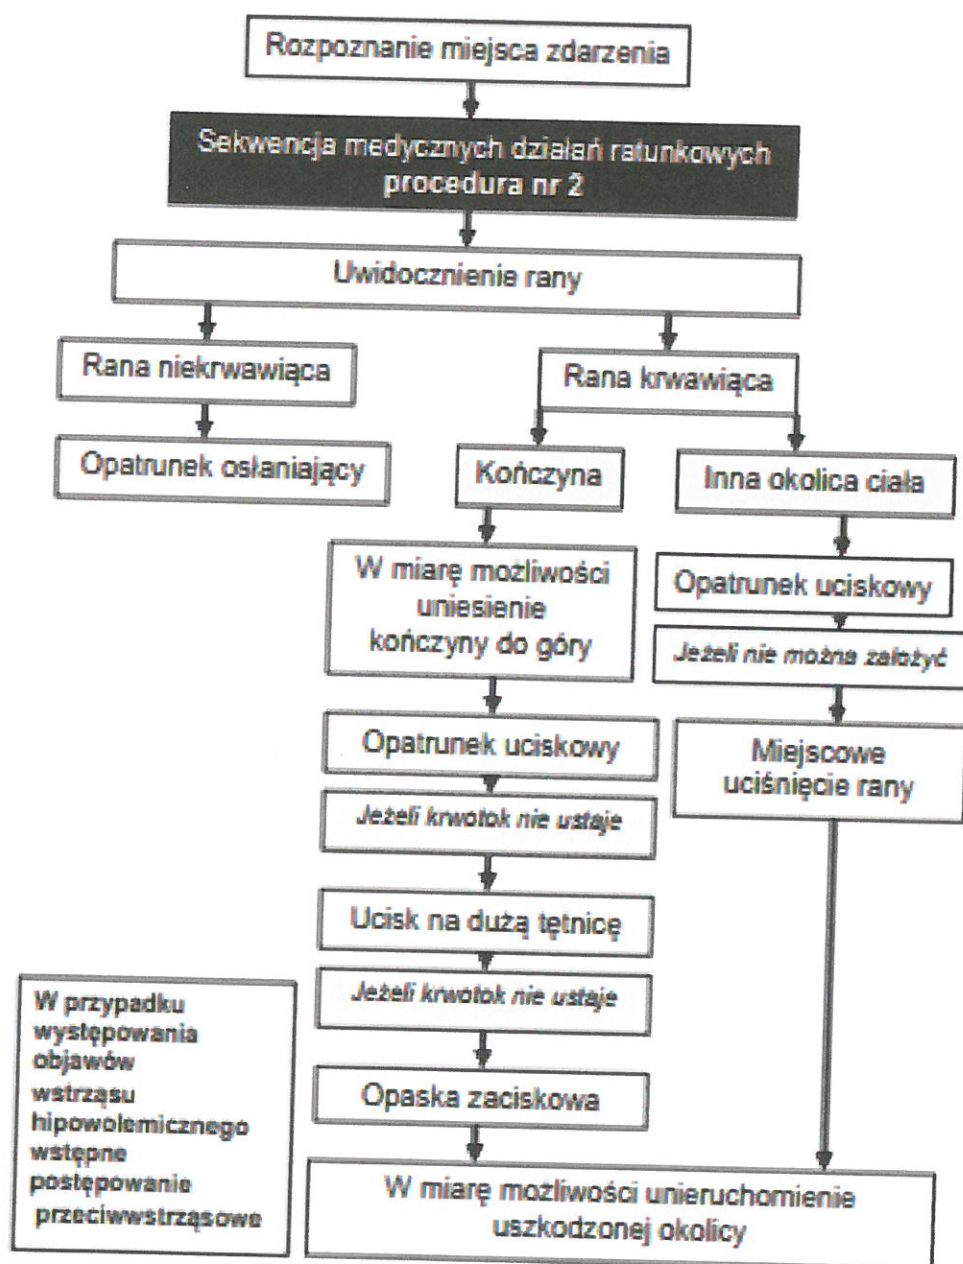 Rozpoznanie miejsca zdarzenia
Sekwencja medycznych działań ratunkowych
procedura nr 2
Uwidocznienie rany
Rana niekrwawiąca
Rana krwawiąca
Opatrunek osłaniający
Kończyna
Inna okolica ciała
W miarę możliwości
uniesienie
kończyny do góry
Opatrunek uciskowy
Jeżeli nie można założyć
Opatrunek uciskowy
Miejscowe
uciśnięcie rany
Jeżeli krwotok nie ustaje
Ucisk na dużą tętnicę
Jeżeli krwotok nie ustaje
Opaska zaciskowa
W przypadku
występowania
objawów
wstrząsu
hipowolemicznego
wstępne
postępowanie
przeciwwstrząsowe
W miarę możliwości unieruchomienie
uszkodzonej okolicy